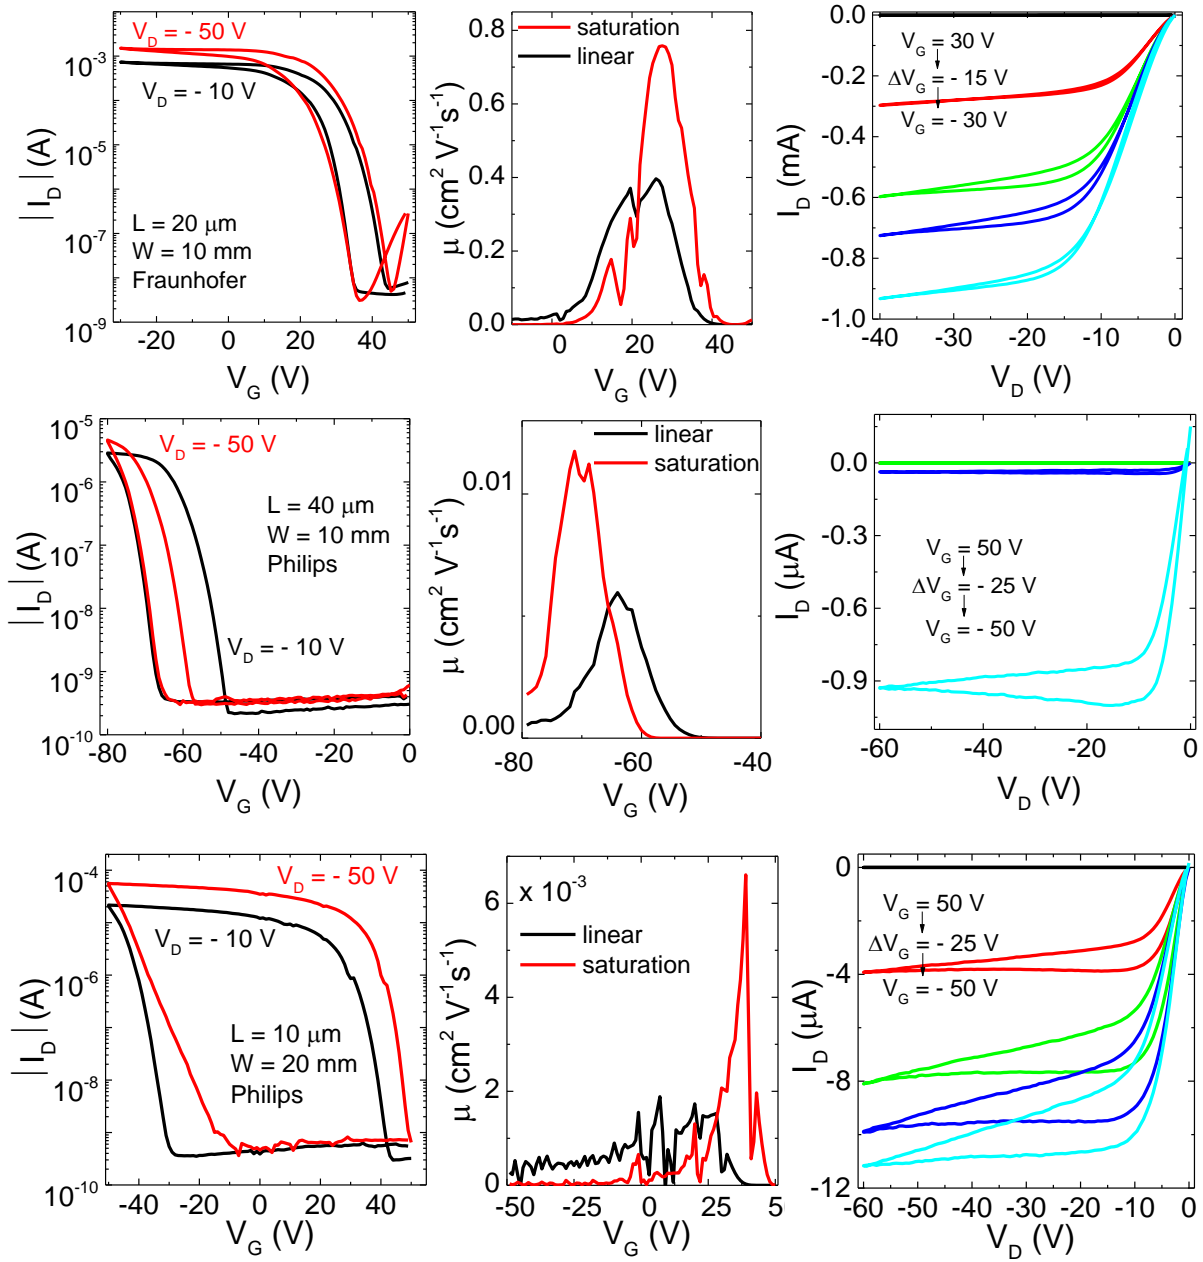 V_D = - 50 V
V_D = - 10 V
L = 20 μm
W = 10 mm
Fraunhofer
10^-3
10^-5
10^-7
10^-9
|I_D| (A)
-20 0 20 40
V_G (V)
saturation
linear
0.8
0.6
0.4
0.2
0.0
μ (cm^2 V^-1s^-1)
0 20 40
V_G (V)
V_G = 30 V
ΔV_G = - 15 V
V_G = - 30 V
0.0
-0.2
-0.4
-0.6
-0.8
-1.0
I_D (mA)
-40 -30 -20 -10 0
V_D (V)
V_D = - 50 V
L = 40 μm
W = 10 mm
Philips
V_D = - 10 V
10^-5
10^-6
10^-7
10^-8
10^-9
10^-10
|I_D| (A)
-80 -60 -40 -20 0
V_G (V)
linear
saturation
0.01
0.00
μ (cm^2 V^-1s^-1)
-80 -60 -40
V_G (V)
V_G = 50 V
ΔV_G = - 25 V
V_G = - 50 V
0.0
-0.3
-0.6
-0.9
I_D (μA)
-60 -40 -20 0
V_D (V)
V_D = - 50 V
V_D = - 10 V
L = 10 μm
W = 20 mm
Philips
10^-4
10^-6
10^-8
10^-10
|I_D| (A)
-40 -20 0 20 40
V_G (V)
x 10^-3
linear
saturation
6
4
2
0
μ (cm^2 V^-1s^-1)
-50 -25 0 25 50
V_G (V)
V_G = 50 V
ΔV_G = - 25 V
V_G = - 50 V
0
-4
-8
-12
I_D (μA)
-60 -50 -40 -30 -20 -10 0
V_D (V)